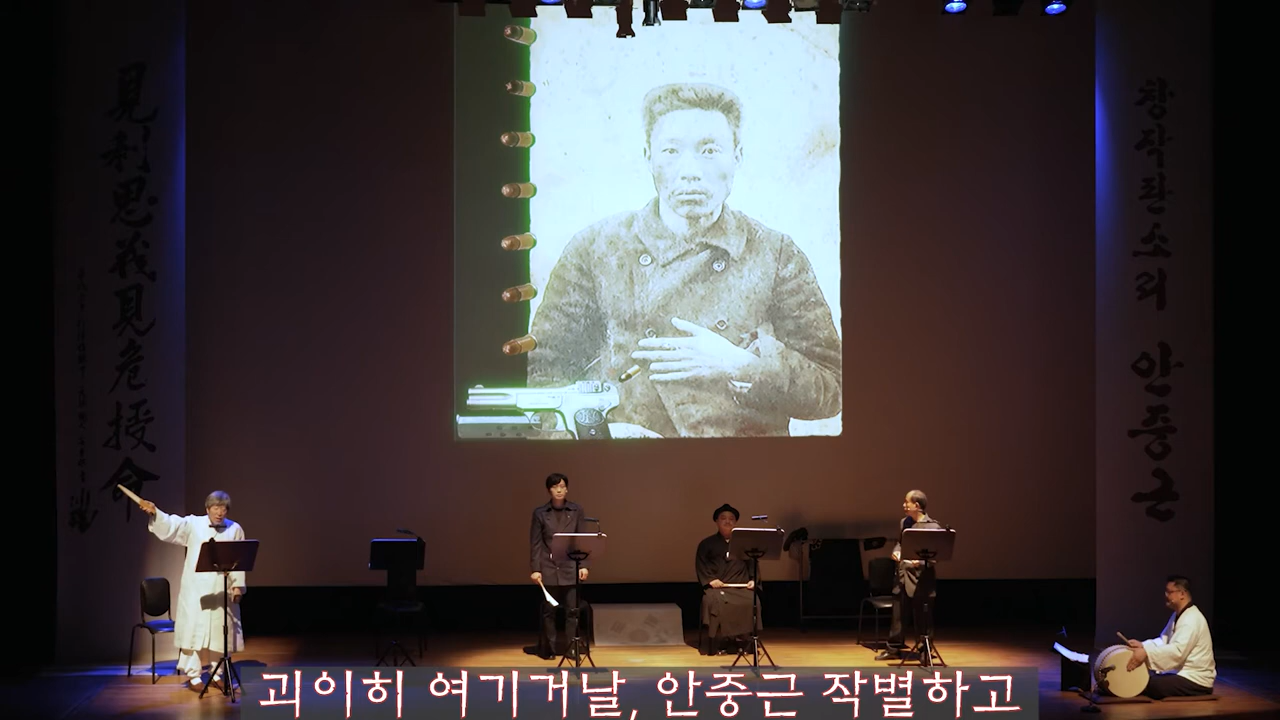 見利思義見危授命
창작판소리 안중근
괴이히 여기거날, 안중근 작별하고